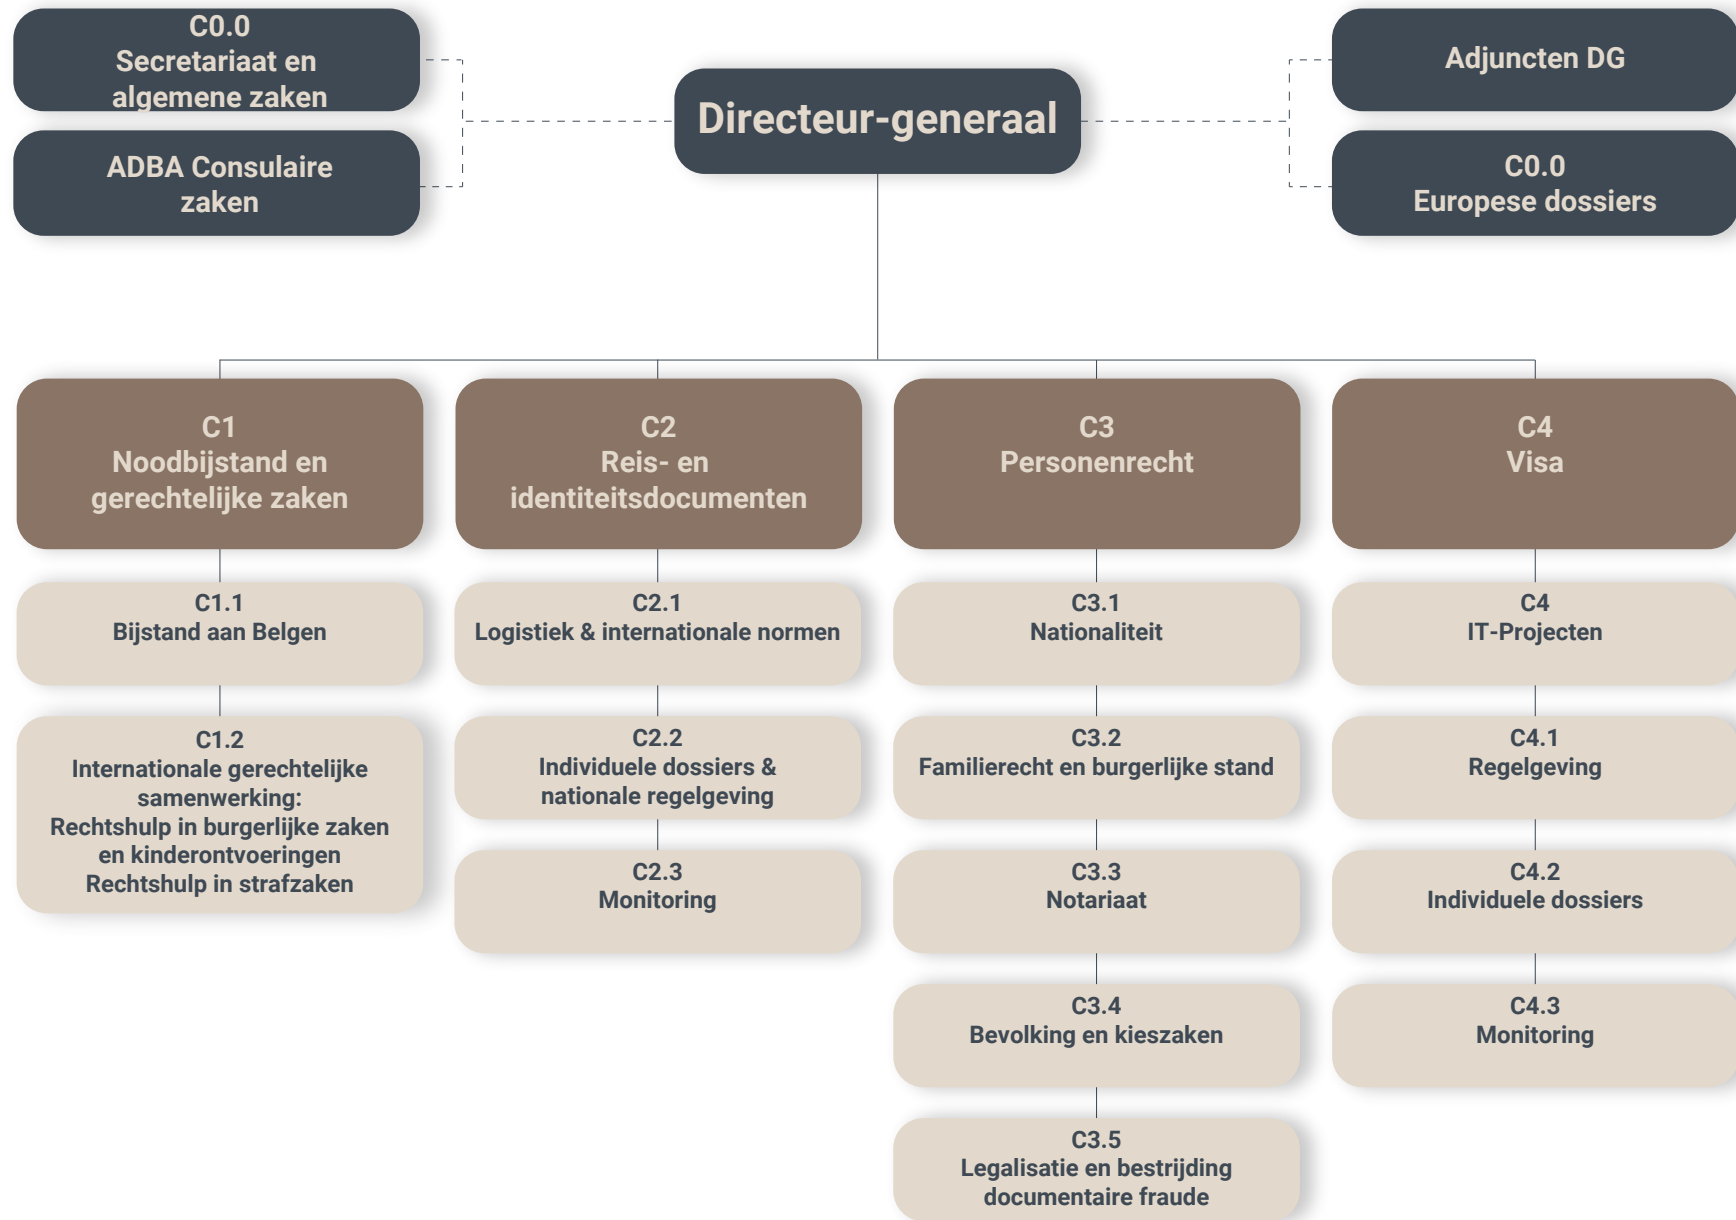 C0.0
Secretariaat en
algemene zaken
ADBA Consulaire
zaken
Directeur-generaal
Adjuncten DG
C0.0
Europese dossiers
C1
Noodbijstand en
gerechtelijke zaken
C1.1
Bijstand aan Belgen
C1.2
Internationale gerechtelijke
samenwerking:
Rechtshulp in burgerlijke zaken
en kinderontvoeringen
Rechtshulp in strafzaken
C2
Reis- en
identiteitsdocumenten
C2.1
Logistiek & internationale normen
C2.2
Individuele dossiers &
nationale regelgeving
C2.3
Monitoring
C3
Personenrecht
C3.1
Nationaliteit
C3.2
Familierecht en burgerlijke stand
C3.3
Notariaat
C3.4
Bevolking en kieszaken
C3.5
Legalisatie en bestrijding
documentaire fraude
C4
Visa
C4
IT-Projecten
C4.1
Regelgeving
C4.2
Individuele dossiers
C4.3
Monitoring